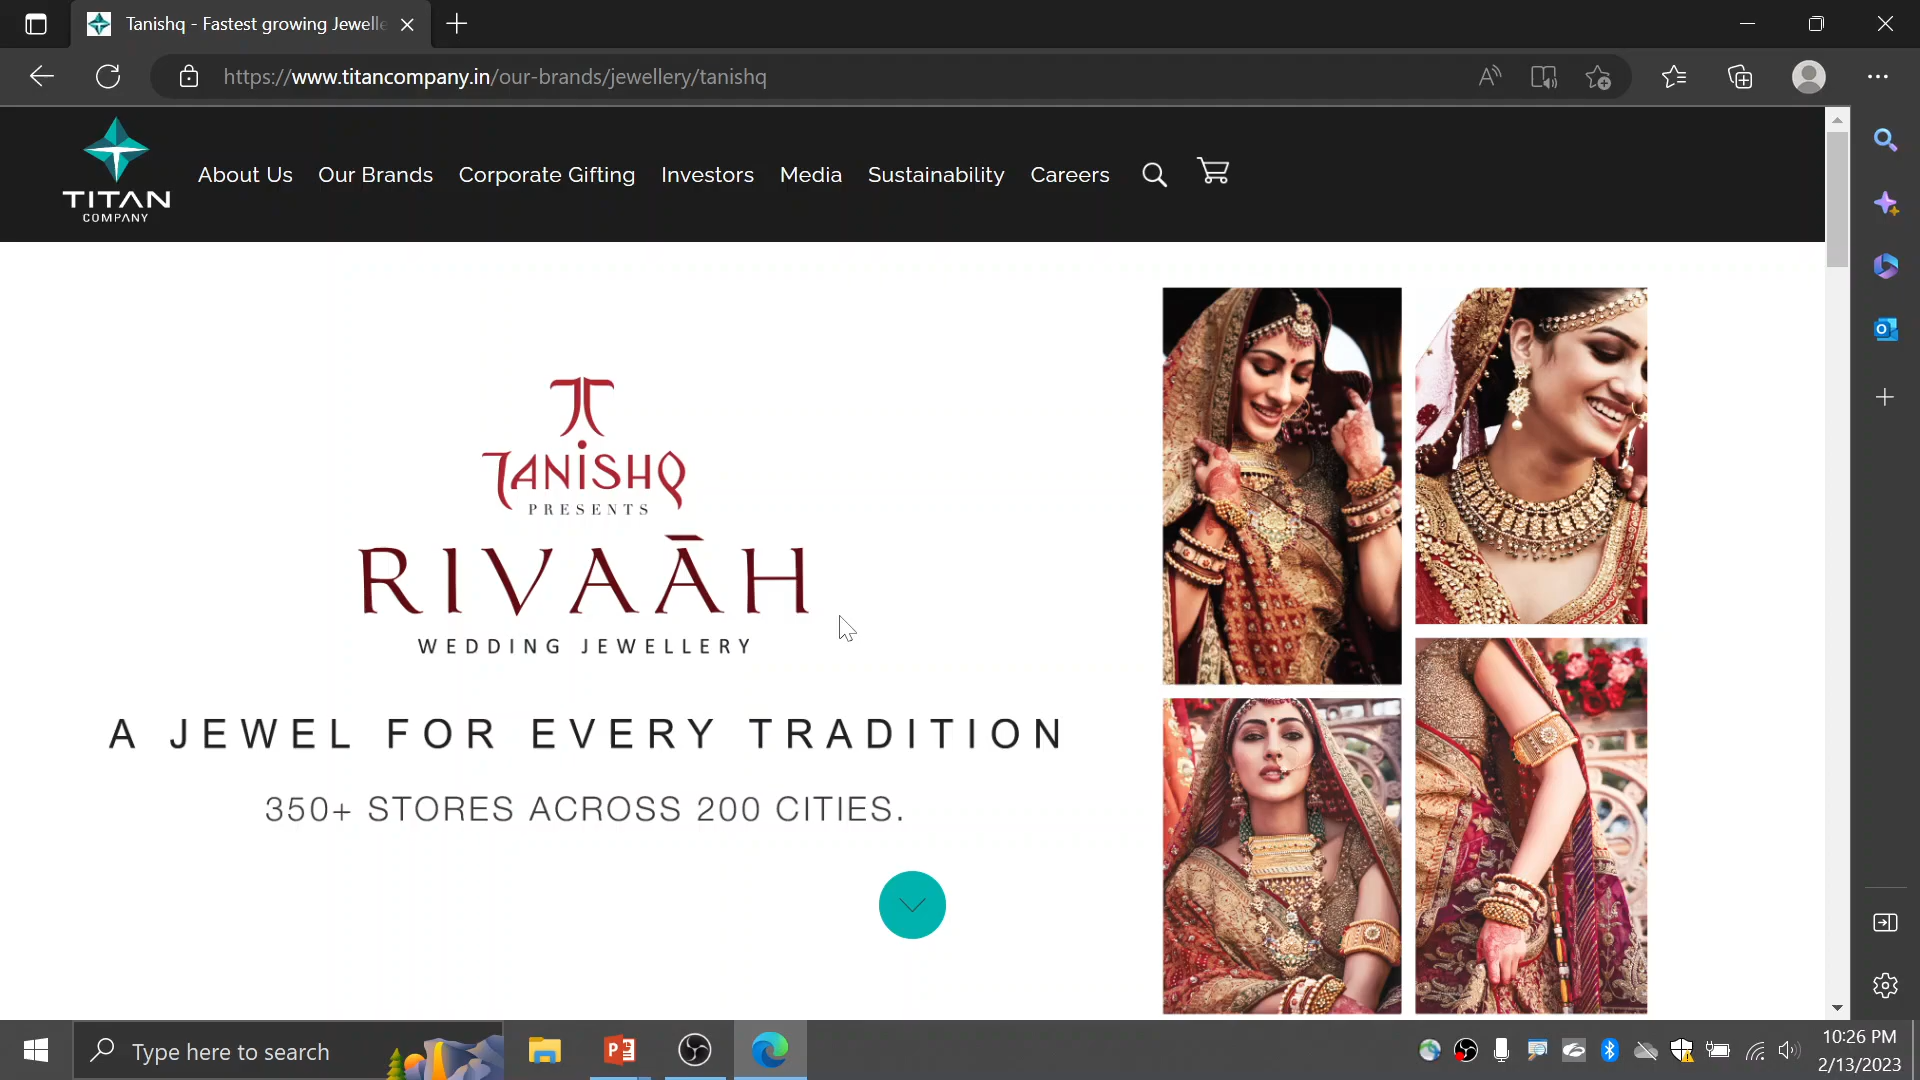 Tanishq - Fastest growing Jewelle
https://www.titancompany.in/our-brands/jewellery/tanishq
TITAN
COMPANY
About Us Our Brands Corporate Gifting Investors Media Sustainability Careers
TANISHQ
PRESENTS
RIVAĀH
WEDDING JEWELLERY
A JEWEL FOR EVERY TRADITION
350+ STORES ACROSS 200 CITIES.
Type here to search
10:26 PM
2/13/2023